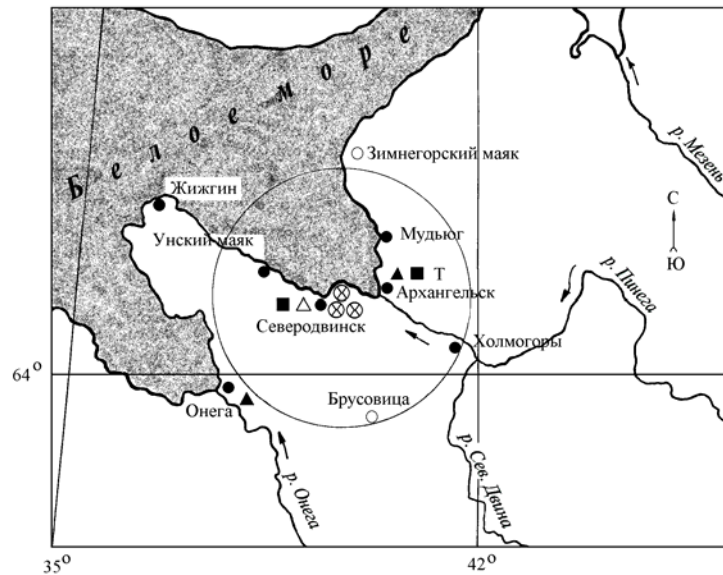 Белое море
Зимнегорский маяк
р. Мезень
Жижгин
С
Ю
Унский маяк
Мудьюг
Т
р. Пинега
Архангельск
Северодвинск
Холмогоры
64°
Брусовица
Онега
р. Онега
р. Сев. Двина
35°
42°